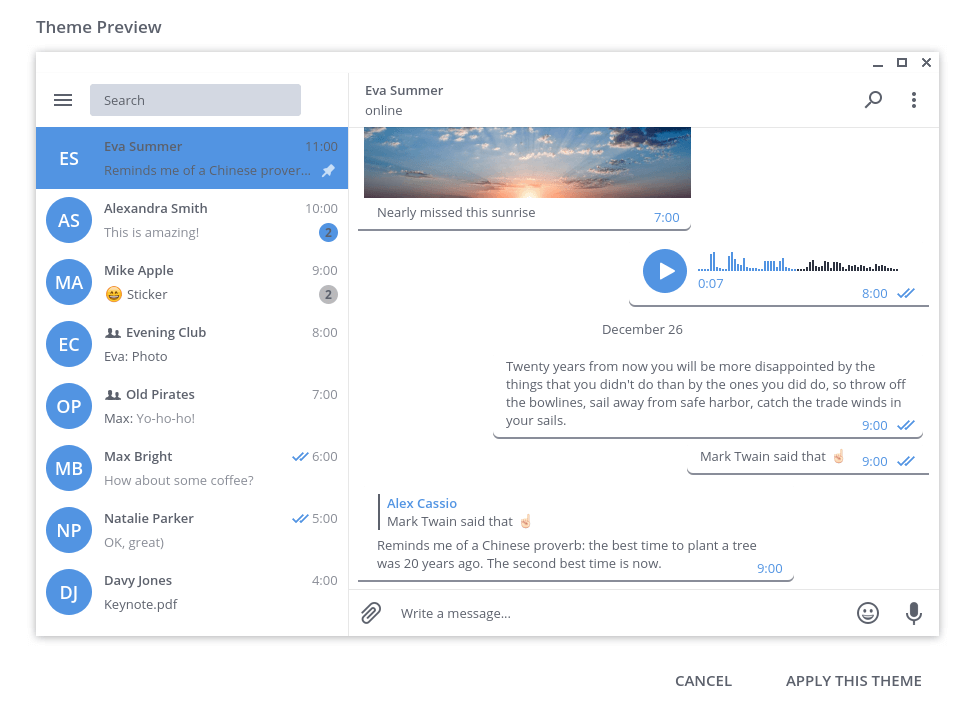 Theme Preview
Search
ES
Eva Summer 11:00
Reminds me of a Chinese prover...
AS
Alexandra Smith 10:00
This is amazing! 2
MA
Mike Apple 9:00
😁 Sticker 2
EC
Evening Club 8:00
Eva: Photo
OP
Old Pirates 7:00
Max: Yo-ho-ho!
MB
Max Bright 6:00
How about some coffee?
NP
Natalie Parker 5:00
OK, great)
DJ
Davy Jones 4:00
Keynote.pdf
Eva Summer
online
Nearly missed this sunrise
7:00
0:07
8:00
December 26
Twenty years from now you will be more disappointed by the
things that you didn't do than by the ones you did do, so throw off
the bowlines, sail away from safe harbor, catch the trade winds in
your sails.
9:00
Mark Twain said that ☝🏻 9:00
Alex Cassio
Mark Twain said that ☝🏻
Reminds me of a Chinese proverb: the best time to plant a tree
was 20 years ago. The second best time is now.
9:00
Write a message...
CANCEL APPLY THIS THEME